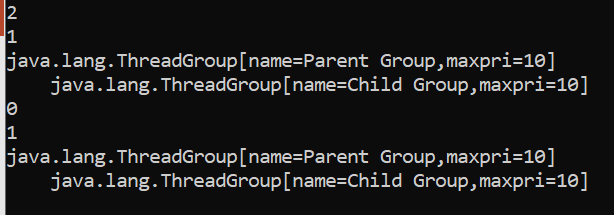 2
1
java.lang.ThreadGroup[name=Parent Group,maxpri=10]
    java.lang.ThreadGroup[name=Child Group,maxpri=10]
0
1
java.lang.ThreadGroup[name=Parent Group,maxpri=10]
    java.lang.ThreadGroup[name=Child Group,maxpri=10]